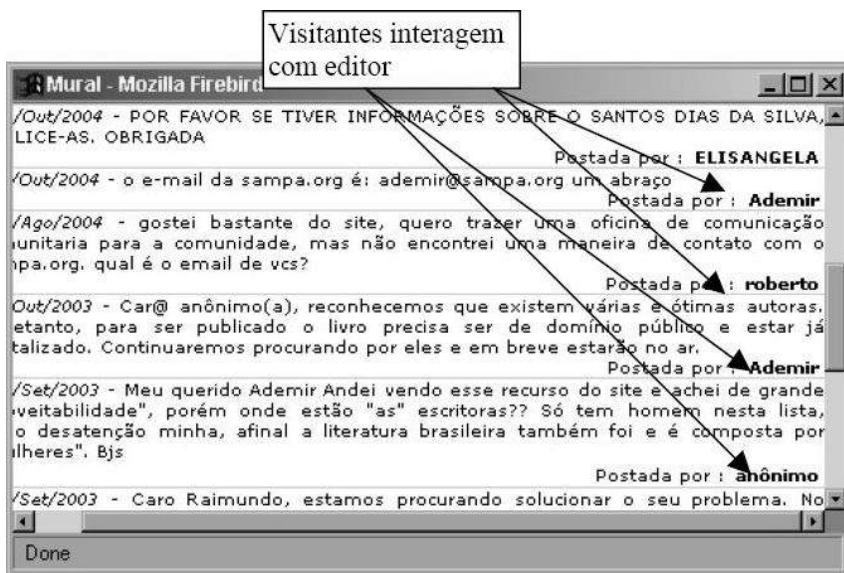 Visitantes interagem
com editor
Mural - Mozilla Firebird
/Out/2004 - POR FAVOR SE TIVER INFORMAÇÕES SOBRE O SANTOS DIAS DA SILVA,
LICE-AS. OBRIGADA
Postada por : ELISANGELA
/Out/2004 - o e-mail da sampa.org é: ademir@sampa.org um abraço
Postada por : Ademir
/Ago/2004 - gostei bastante do site, quero trazer uma oficina de comunicação
unitaria para a comunidade, mas não encontrei uma maneira de contato com o
pa.org. qual é o email de vcs?
Postada por : roberto
Out/2003 - Car@ anônimo(a), reconhecemos que existem várias e ótimas autoras.
etanto, para ser publicado o livro precisa ser de domínio público e estar já
talizado. Continuaremos procurando por eles e em breve estarão no ar.
Postada por : Ademir
/Set/2003 - Meu querido Ademir Andei vendo esse recurso do site e achei de grande
veitabilidade", porém onde estão "as" escritoras?? Só tem homem nesta lista,
o desatenção minha, afinal a literatura brasileira também foi e é composta por
lheres". Bjs
Postada por : anônimo
/Set/2003 - Caro Raimundo, estamos procurando solucionar o seu problema. No
Done